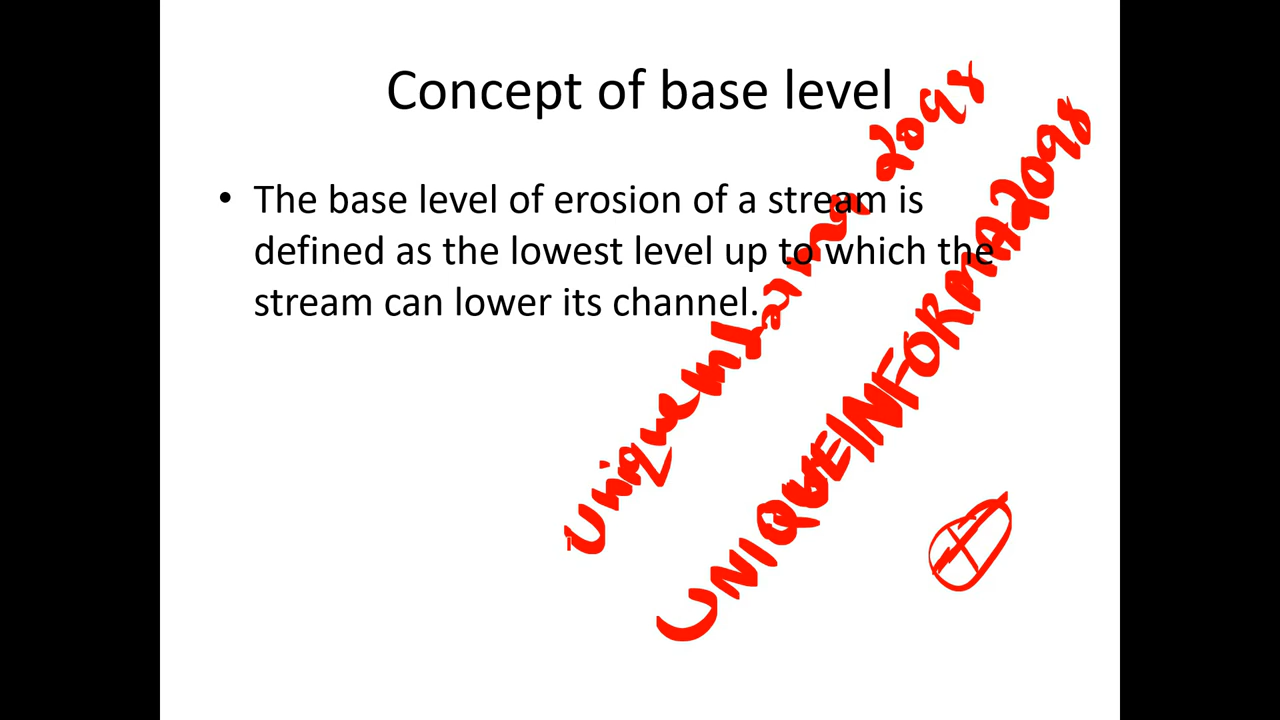 Concept of base level
• The base level of erosion of a stream is
defined as the lowest level up to which the
stream can lower its channel.